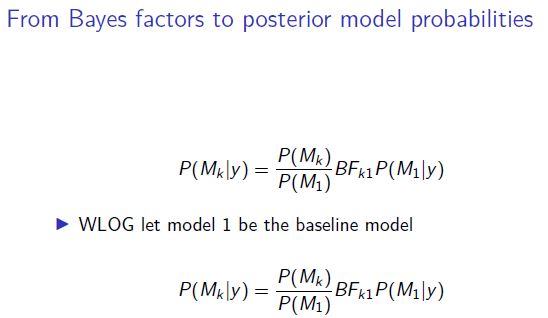 From Bayes factors to posterior model probabilities
P(M_k|y) = \frac{P(M_k)}{P(M_1)} BF_{k1} P(M_1|y)
▶ WLOG let model 1 be the baseline model
P(M_k|y) = \frac{P(M_k)}{P(M_1)} BF_{k1} P(M_1|y)